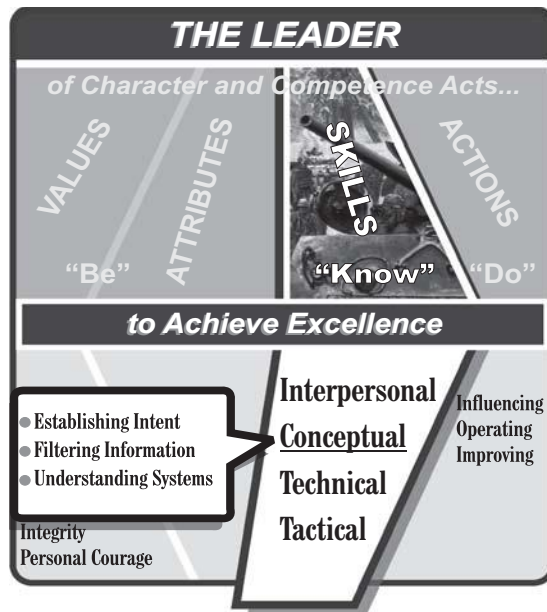 THE LEADER
of Character and Competence Acts...
VALUES
ATTRIBUTES
SKILLS
ACTIONS
“Be”
“Know”
“Do”
to Achieve Excellence
Establishing Intent
Filtering Information
Understanding Systems
Integrity
Personal Courage
Interpersonal
Conceptual
Technical
Tactical
Influencing
Operating
Improving